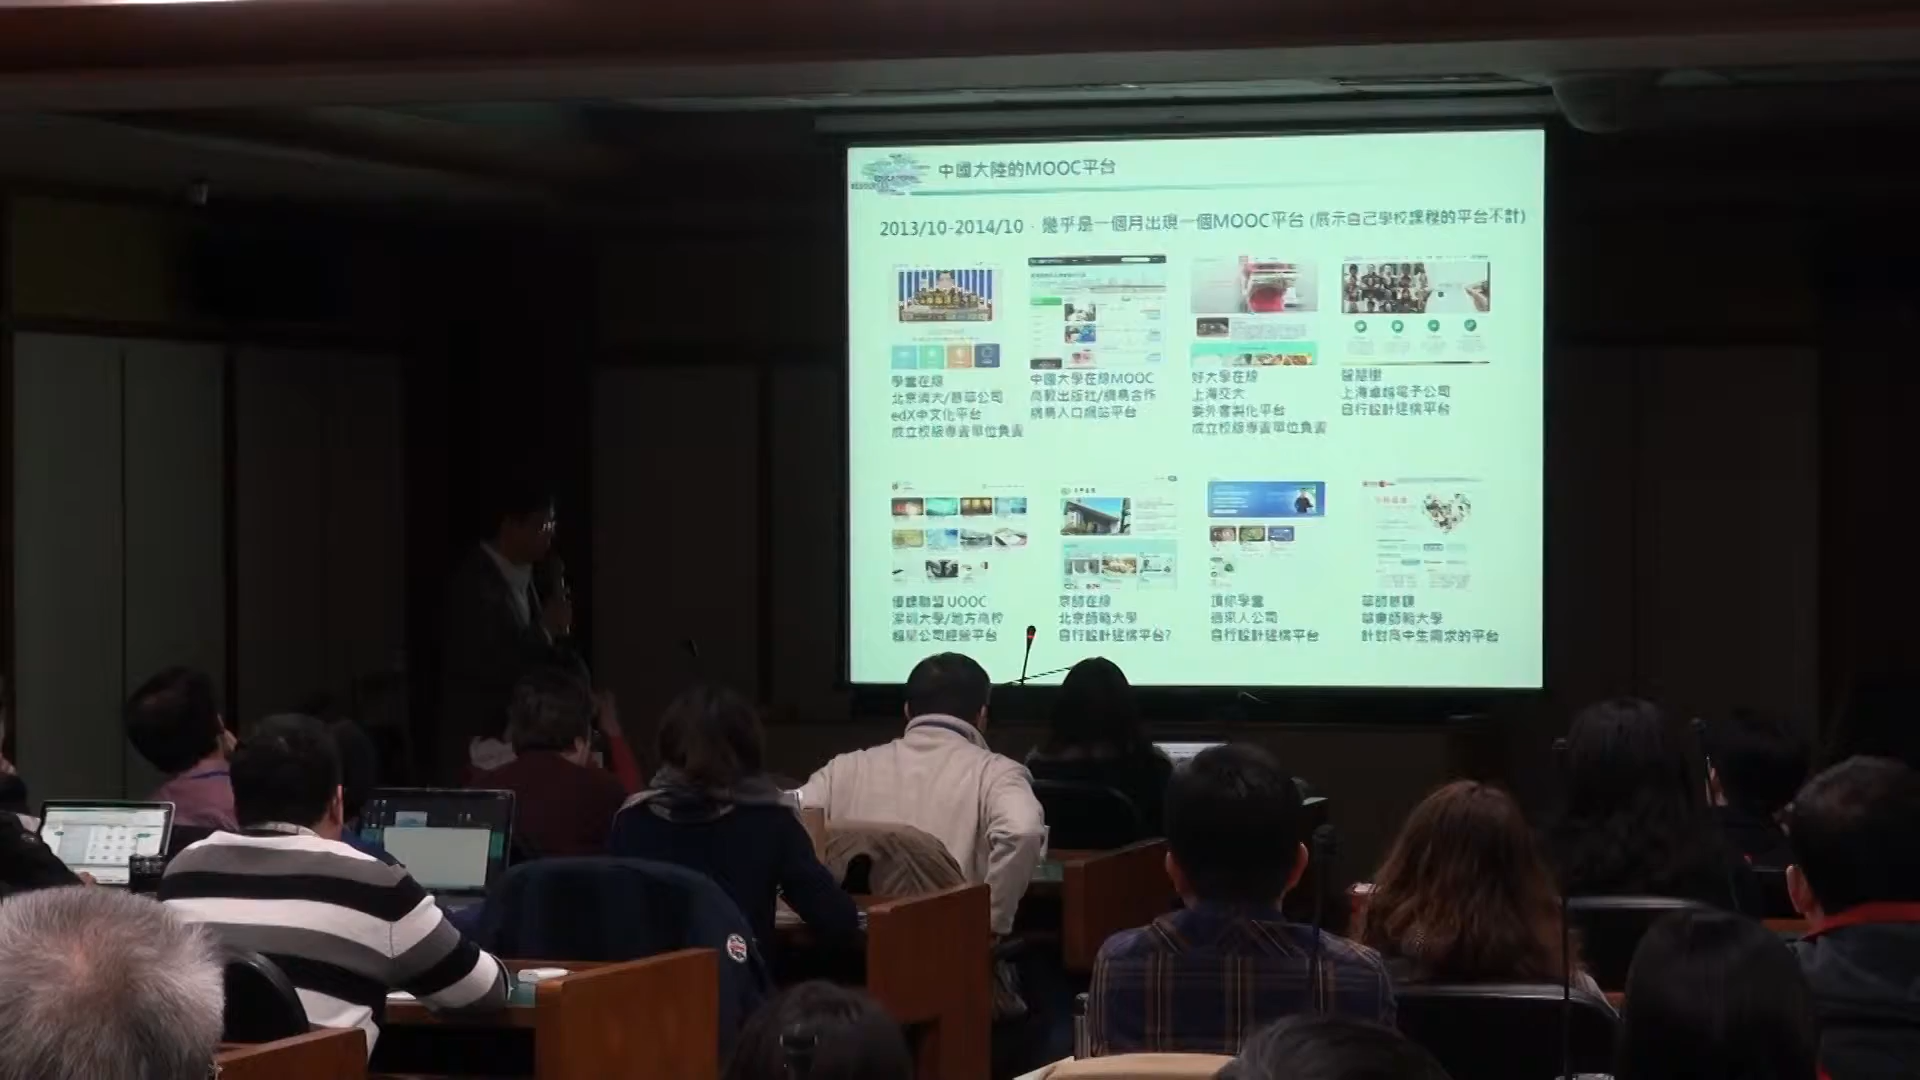 中國大陸的MOOC平台
2013/10-2014/10，幾乎是一個月出現一個MOOC平台 (展示自己學校課程的平台不計)
學堂在線
北京清大/慕華公司
edX中文化平台
成立校級專責單位負責
中國大學在線MOOC
高教出版社/網易合作
網易入口網站平台
好大學在線
上海交大
委外客製化平台
成立校級專責單位負責
智慧樹
上海卓越電子公司
自行設計建構平台
優課聯盟 UOOC
深圳大學/地方高校
公司經營平台
京師在線
北京師範大學
自行設計建構平台?
頂你學堂
過來人公司
自行設計建構平台
華師慕課
華東師範大學
針對高中生需求的平台